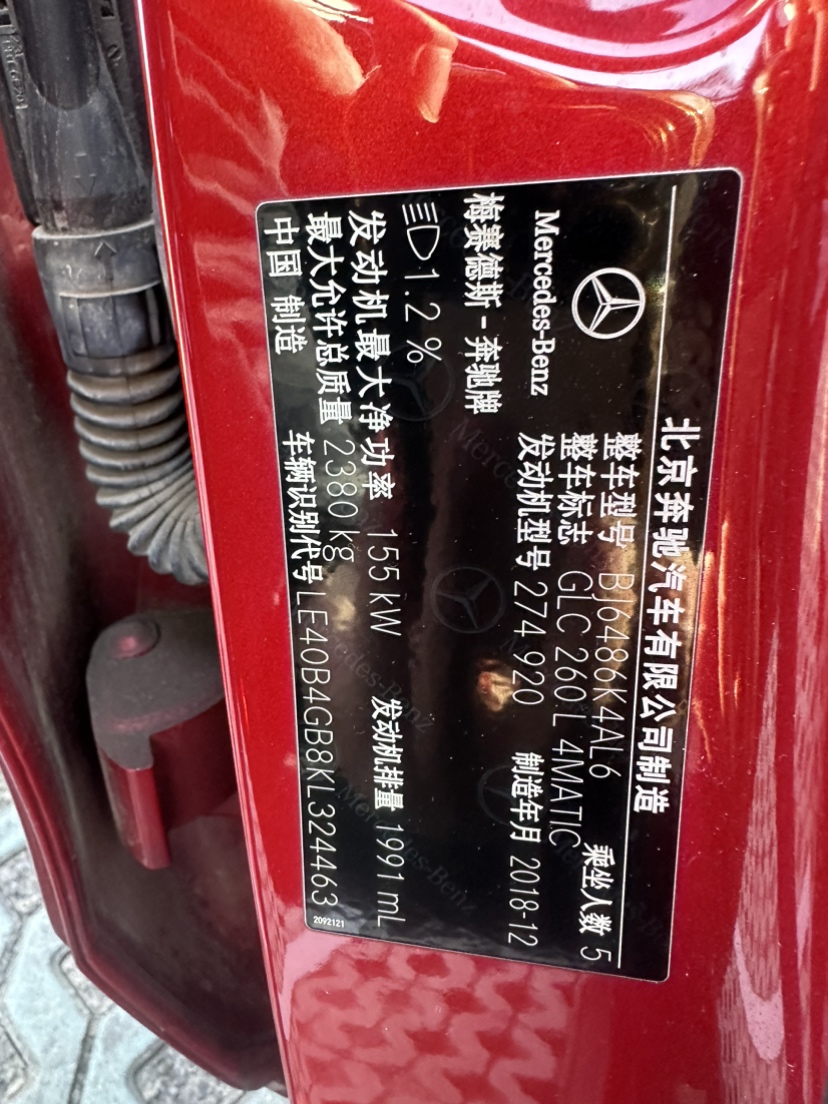 北京奔驰汽车有限公司制造
Mercedes-Benz
梅赛德斯-奔驰牌
整车型号 BJ6486K4AL6
乘坐人数 5
整车标志 GLC 260 L 4MATIC
发动机型号 274 920 制造年月 2018-12
1.2 %
发动机最大净功率 155 kW 发动机排量 1991 mL
最大允许总质量 2380 kg
中国 制造 车辆识别代号 LE40B4GB8KL324463
2092121